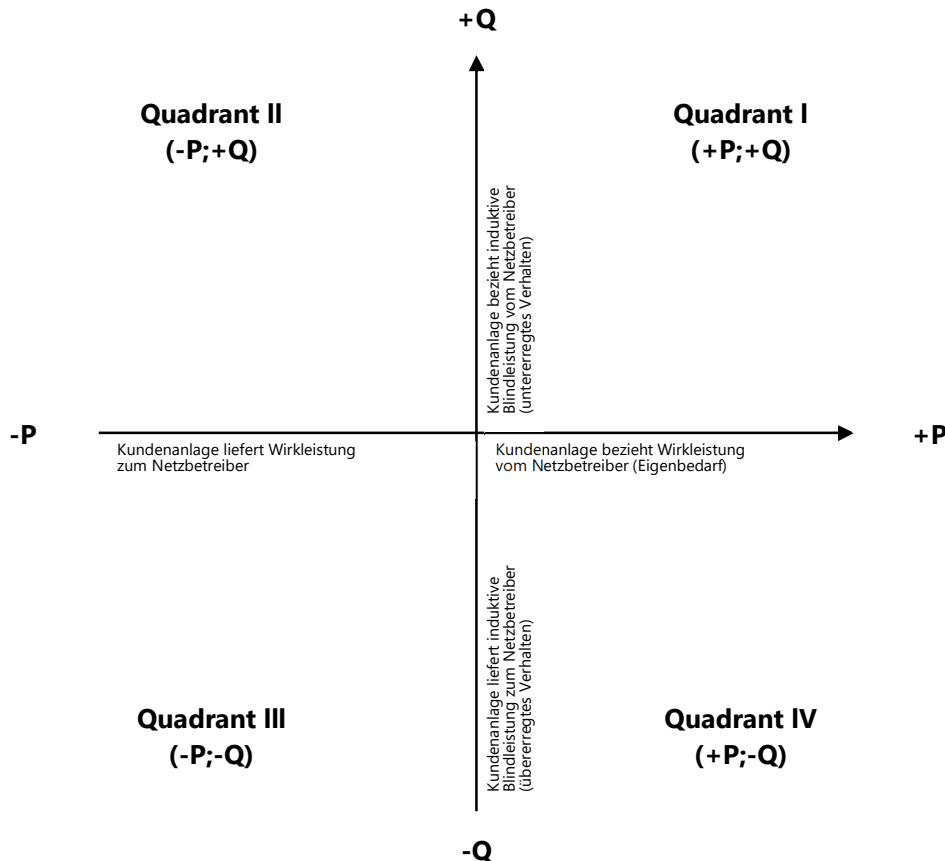 +Q
Quadrant II
(-P;+Q)
Quadrant I
(+P;+Q)
Kundenanlage bezieht induktive
Blindleistung vom Netzbetreiber
(untererregtes Verhalten)
-P
+P
Kundenanlage liefert Wirkleistung
zum Netzbetreiber
Kundenanlage bezieht Wirkleistung
vom Netzbetreiber (Eigenbedarf)
Kundenanlage liefert induktive
Blindleistung zum Netzbetreiber
(übererregtes Verhalten)
Quadrant III
(-P;-Q)
Quadrant IV
(+P;-Q)
-Q